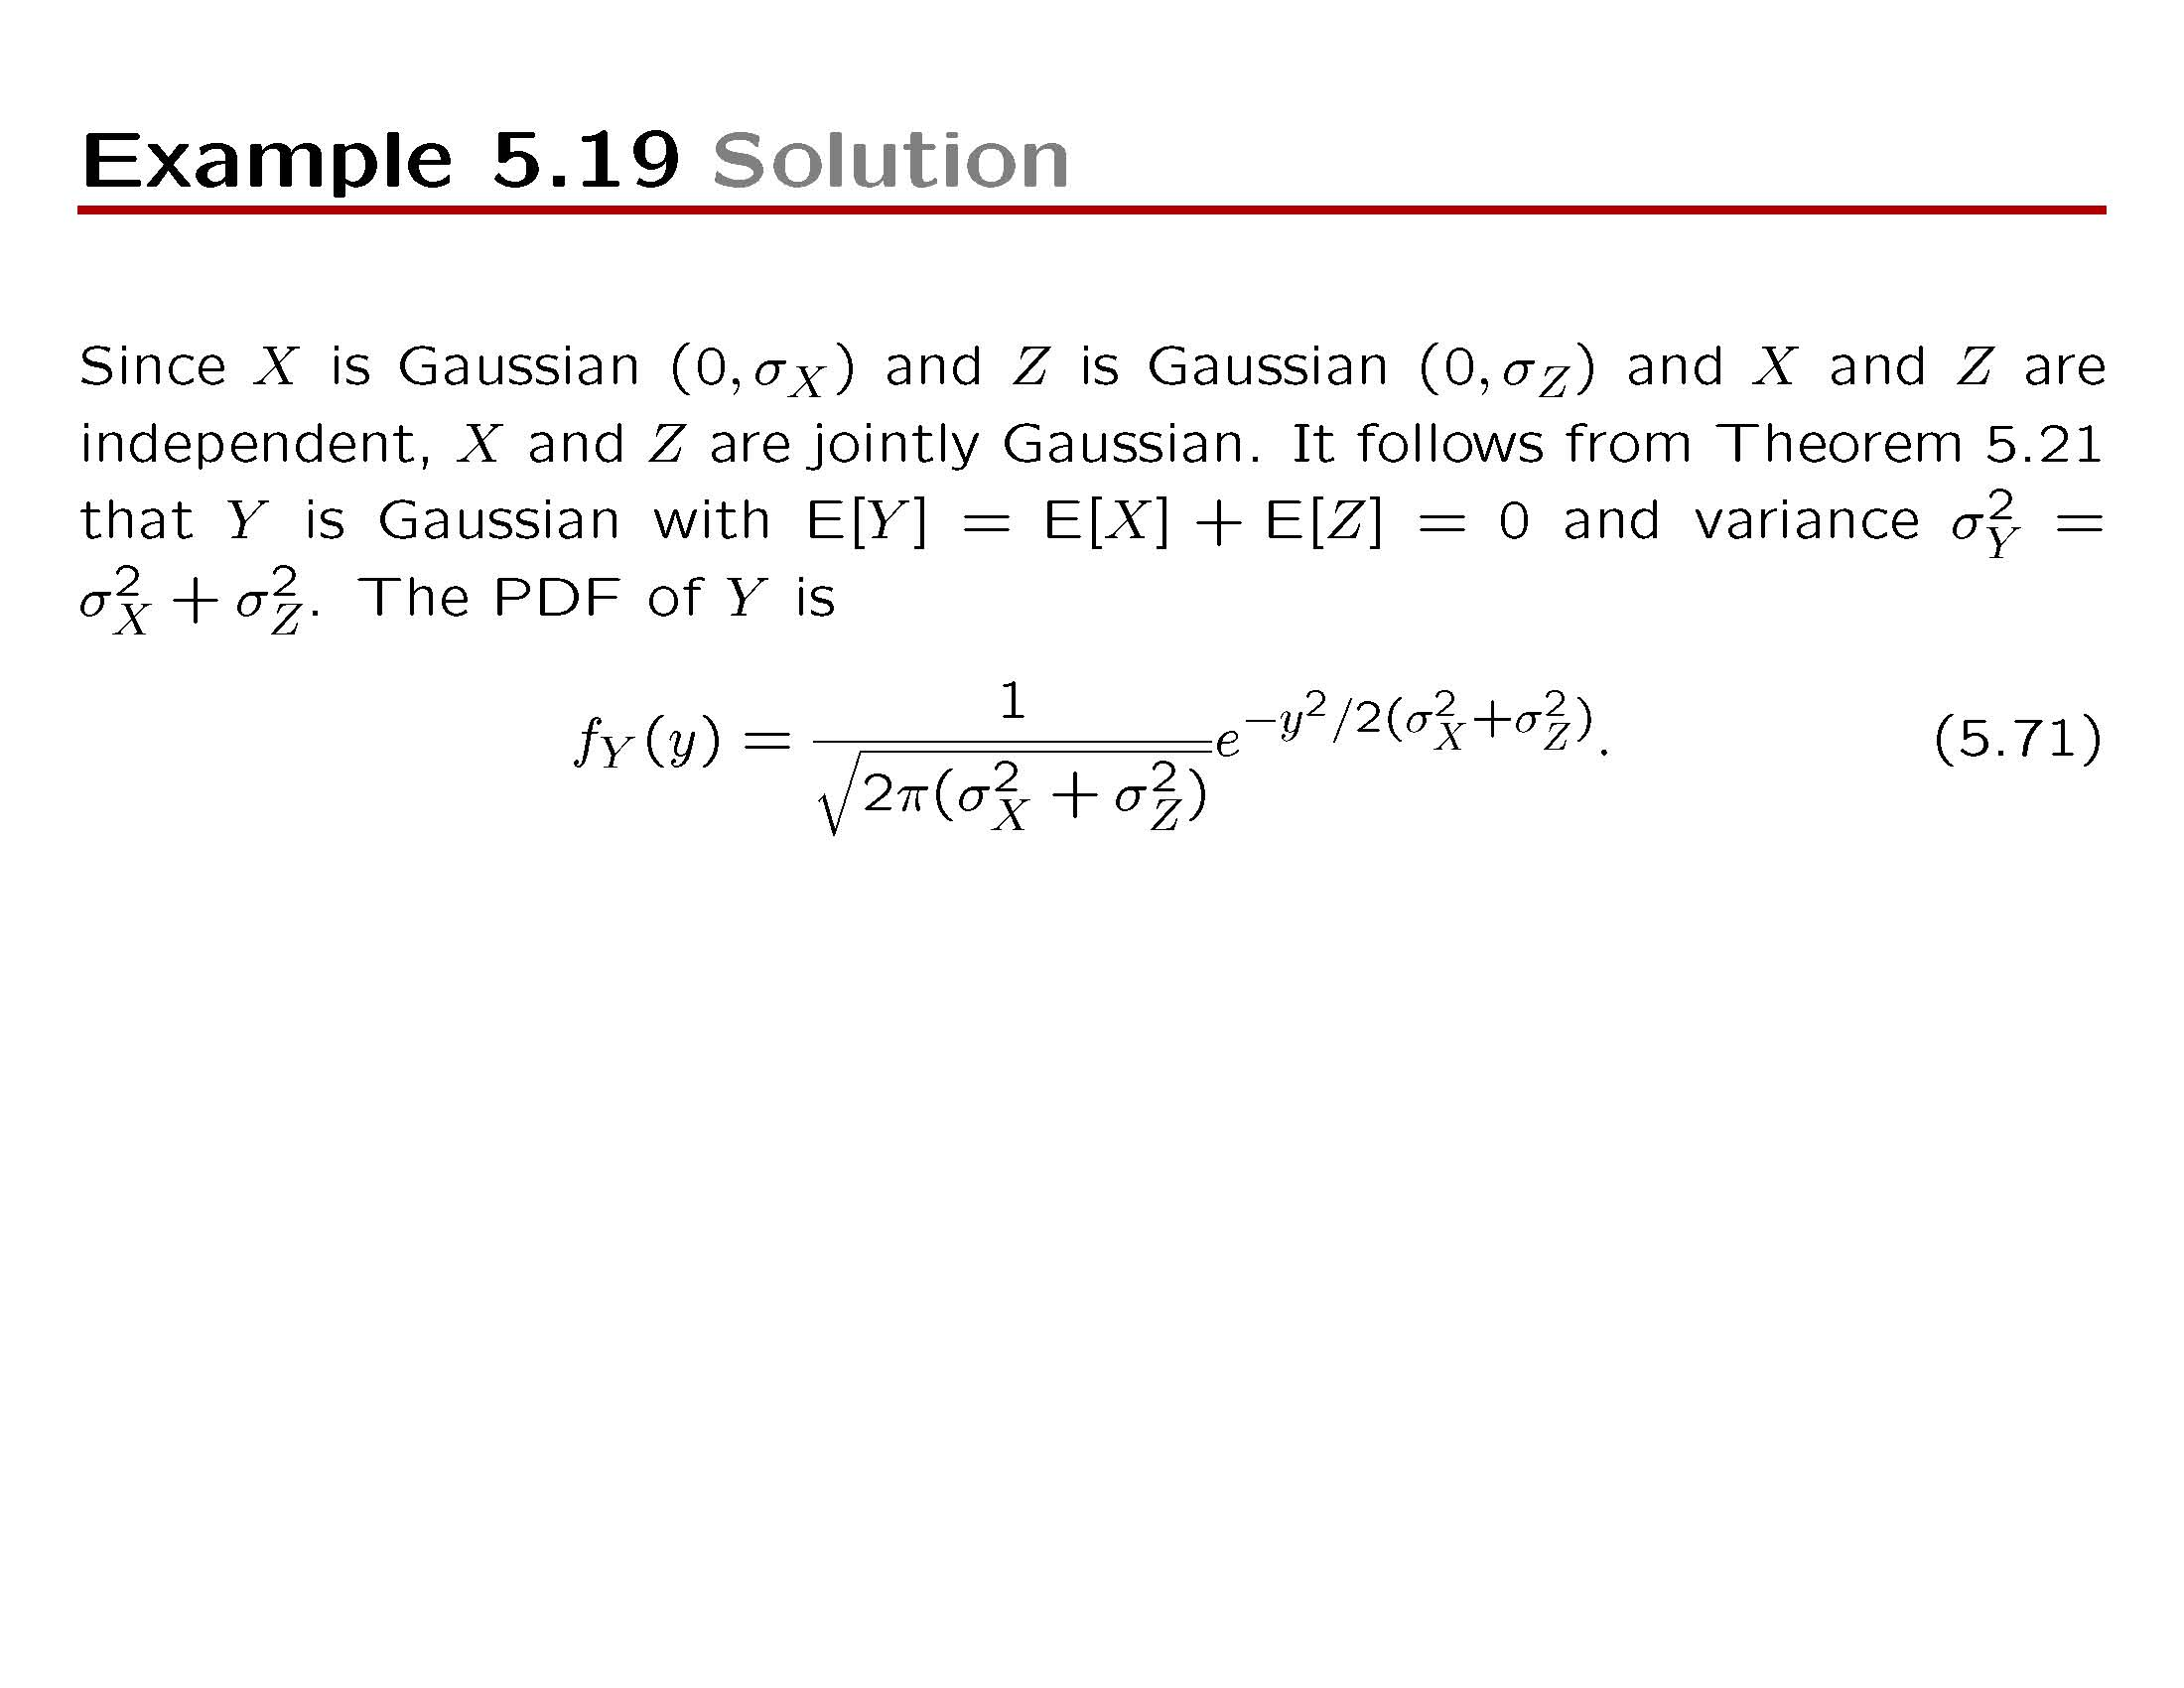 Example 5.19 Solution
Since X is Gaussian (0, σ_X) and Z is Gaussian (0, σ_Z) and X and Z are
independent, X and Z are jointly Gaussian. It follows from Theorem 5.21
that Y is Gaussian with E[Y] = E[X] + E[Z] = 0 and variance σ_Y^2 =
σ_X^2 + σ_Z^2. The PDF of Y is
f_Y(y) = \frac{1}{\sqrt{2π(σ_X^2 + σ_Z^2)}} e^{-y^2/2(σ_X^2+σ_Z^2)}. (5.71)